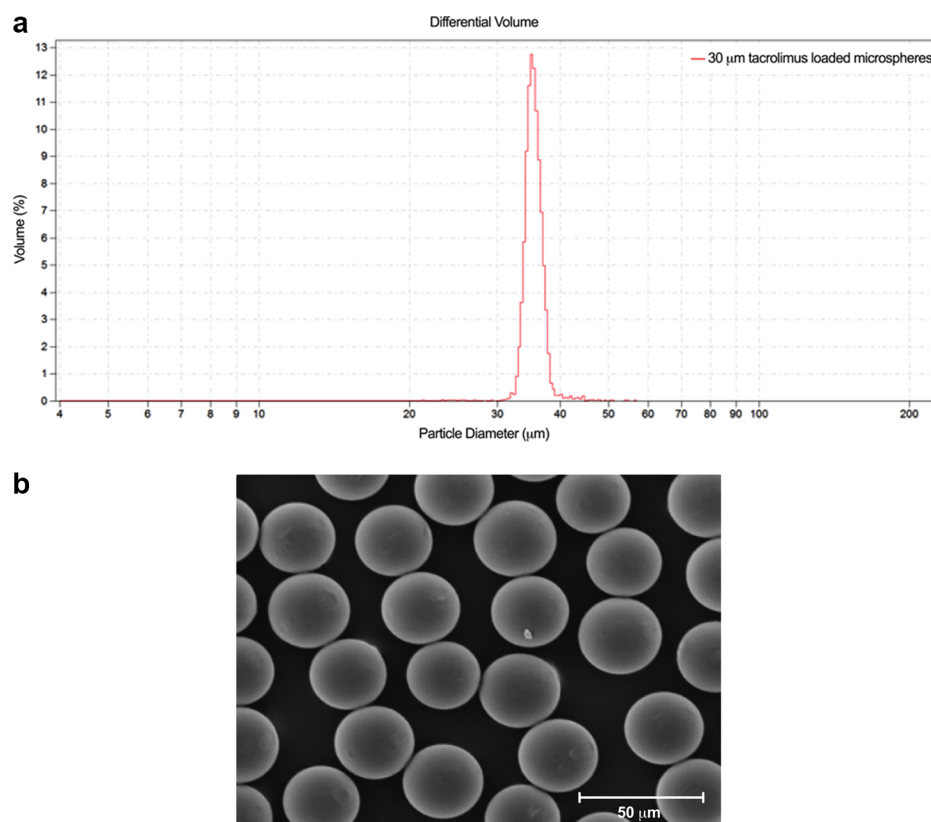 a
Differential Volume
30 μm tacrolimus loaded microspheres
13
12
11
10
9
8
7
6
5
4
3
2
1
0
Volume (%)
4 5 6 7 8 9 10 20 30 40 50 60 70 80 90 100 200
Particle Diameter (μm)
b
50 μm